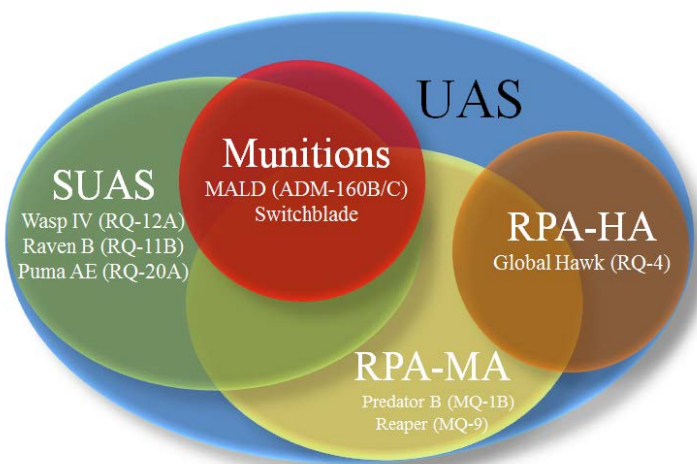 UAS
Munitions
MALD (ADM-160B/C)
Switchblade
SUAS
Wasp IV (RQ-12A)
Raven B (RQ-11B)
Puma AE (RQ-20A)
RPA-HA
Global Hawk (RQ-4)
RPA-MA
Predator B (MQ-1B)
Reaper (MQ-9)